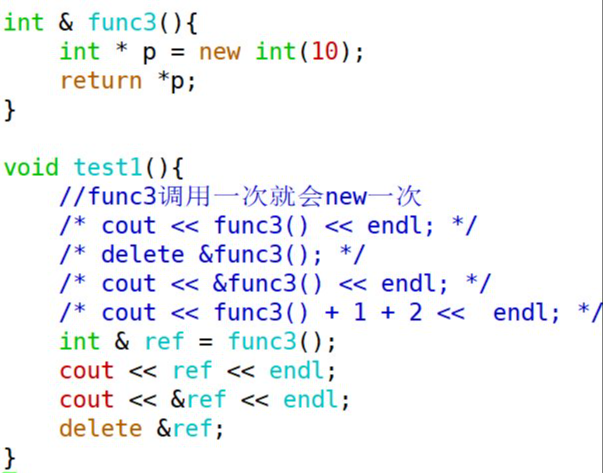 int & func3(){
    int * p = new int(10);
    return *p;
}

void test1(){
    //func3调用一次就会new一次
    /* cout << func3() << endl; */
    /* delete &func3(); */
    /* cout << &func3() << endl; */
    /* cout << func3() + 1 + 2 <<  endl; */
    int & ref = func3();
    cout << ref << endl;
    cout << &ref << endl;
    delete &ref;
}